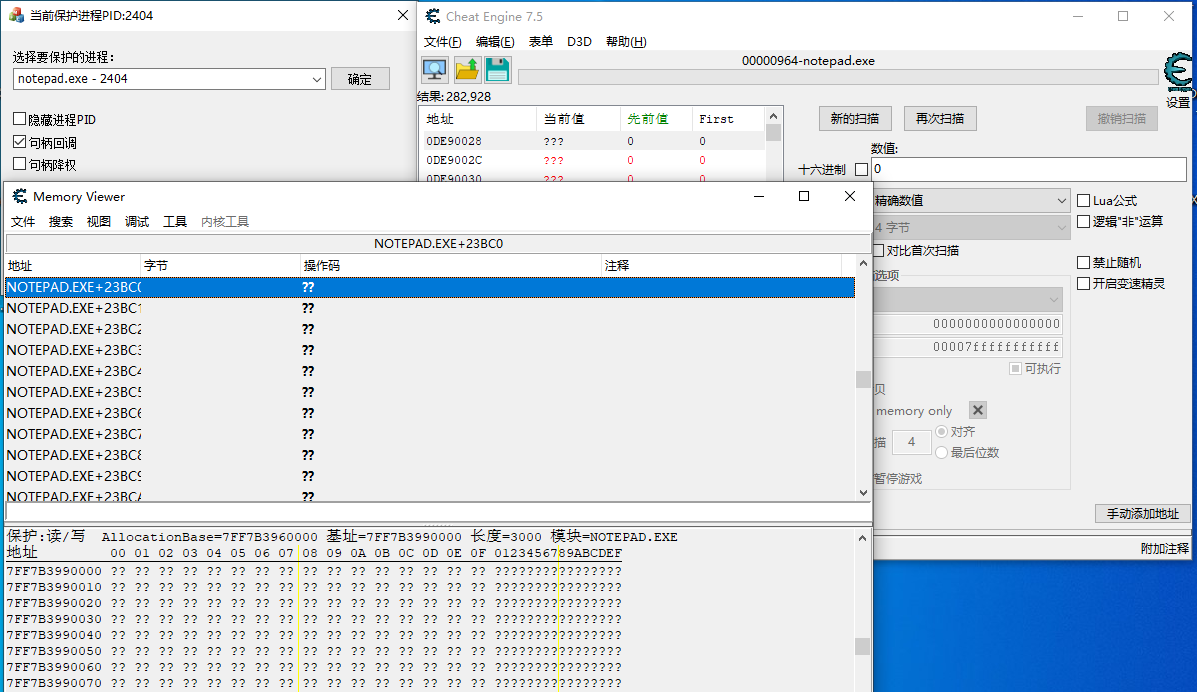 当前保护进程PID:2404
选择要保护的进程：
notepad.exe - 2404
确定
隐藏进程PID
句柄回调
句柄降权
Cheat Engine 7.5
文件(F) 编辑(E) 表单 D3D 帮助(H)
00000964-notepad.exe
设置
结果: 282,928
地址 当前值 先前值 First
0DE90028 ??? 0 0
0DE9002C ??? 0 0
0DE90030 ??? 0 0
新的扫描 再次扫描 撤销扫描
数值:
十六进制 0
精确数值
4 字节
Lua公式
逻辑"非"运算
对比首次扫描
选项
禁止随机
开启变速精灵
0000000000000000
00007fffffffffff
可执行
贝
memory only
描 4 对齐
最后位数
暂停游戏
手动添加地址
附加注释
Memory Viewer
文件 搜索 视图 调试 工具 内核工具
NOTEPAD.EXE+23BC0
地址 字节 操作码 注释
NOTEPAD.EXE+23BC0 ??
NOTEPAD.EXE+23BC1 ??
NOTEPAD.EXE+23BC2 ??
NOTEPAD.EXE+23BC3 ??
NOTEPAD.EXE+23BC4 ??
NOTEPAD.EXE+23BC5 ??
NOTEPAD.EXE+23BC6 ??
NOTEPAD.EXE+23BC7 ??
NOTEPAD.EXE+23BC8 ??
NOTEPAD.EXE+23BC9 ??
NOTEPAD.EXE+23BCA ??
保护:读/写 AllocationBase=7FF7B3960000 基址=7FF7B3990000 长度=3000 模块=NOTEPAD.EXE
地址 00 01 02 03 04 05 06 07 08 09 0A 0B 0C 0D 0E 0F 0123456789ABCDEF
7FF7B3990000 ?? ?? ?? ?? ?? ?? ?? ?? ?? ?? ?? ?? ?? ?? ?? ?? ????????????????
7FF7B3990010 ?? ?? ?? ?? ?? ?? ?? ?? ?? ?? ?? ?? ?? ?? ?? ?? ????????????????
7FF7B3990020 ?? ?? ?? ?? ?? ?? ?? ?? ?? ?? ?? ?? ?? ?? ?? ?? ????????????????
7FF7B3990030 ?? ?? ?? ?? ?? ?? ?? ?? ?? ?? ?? ?? ?? ?? ?? ?? ????????????????
7FF7B3990040 ?? ?? ?? ?? ?? ?? ?? ?? ?? ?? ?? ?? ?? ?? ?? ?? ????????????????
7FF7B3990050 ?? ?? ?? ?? ?? ?? ?? ?? ?? ?? ?? ?? ?? ?? ?? ?? ????????????????
7FF7B3990060 ?? ?? ?? ?? ?? ?? ?? ?? ?? ?? ?? ?? ?? ?? ?? ?? ????????????????
7FF7B3990070 ?? ?? ?? ?? ?? ?? ?? ?? ?? ?? ?? ?? ?? ?? ?? ?? ????????????????